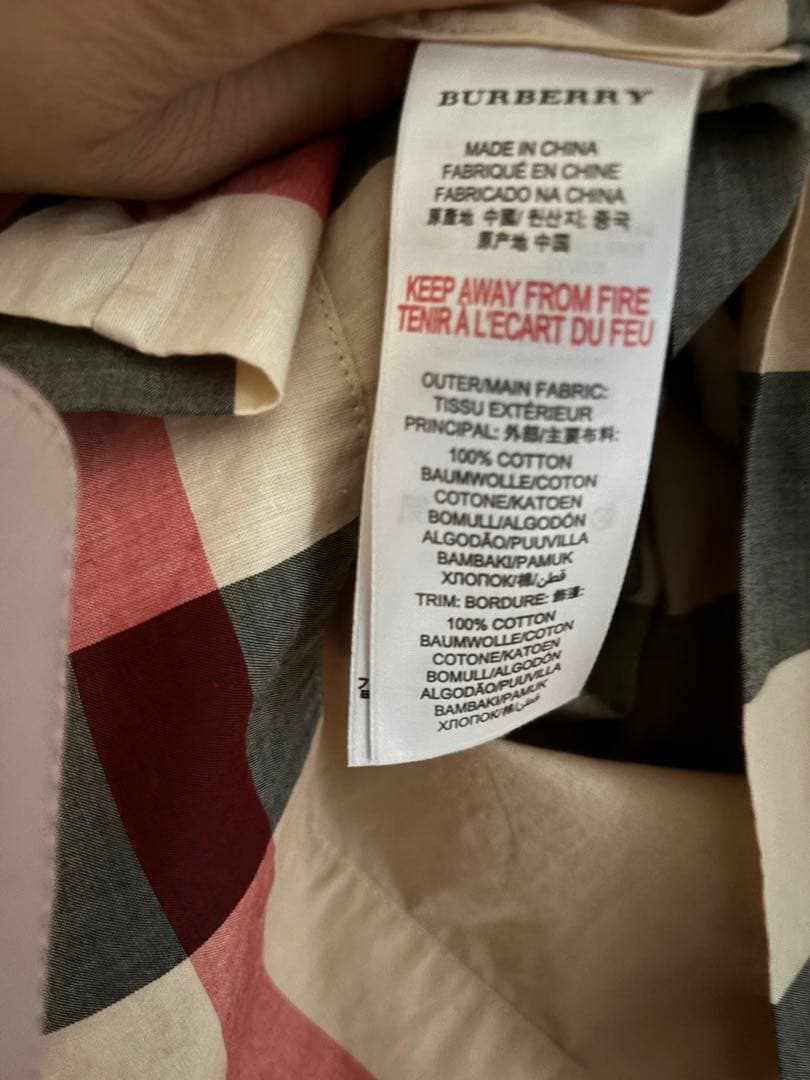 BURBERRY
MADE IN CHINA
FABRIQUÉ EN CHINE
FABRICADO NA CHINA
原產地 中國/ 원산지: 중국
原产地 中国
KEEP AWAY FROM FIRE
TENIR À L'ECART DU FEU
OUTER/MAIN FABRIC:
TISSU EXTÉRIEUR
PRINCIPAL: 外部/主要布料:
100% COTTON
BAUMWOLLE/COTON
COTONE/KATOEN
BOMULL/ALGODÓN
ALGODÃO/PUUVILLA
BAMBAKI/PAMUK
ХЛОПОК/棉/قطن
TRIM: BORDURE:
100% COTTON
BAUMWOLLE/COTON
COTONE/KATOEN
BOMULL/ALGODÓN
ALGODÃO/PUUVILLA
BAMBAKI/PAMUK
ХЛОПОК/棉/قطن